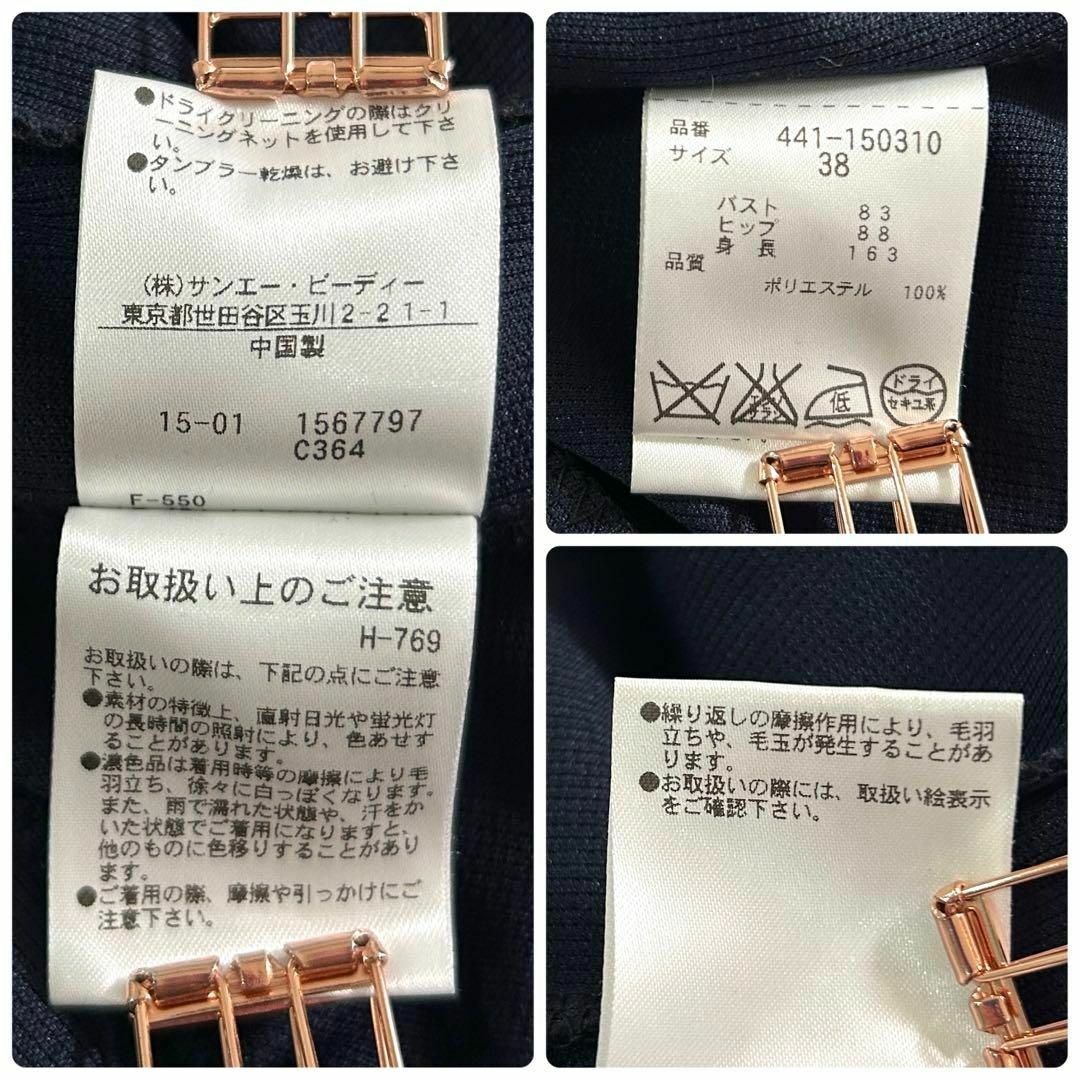 ●ドライクリーニングの際はクリ
ーニングネットを使用して下さ
い。
●タンブラー乾燥は、お避け下さ
い。
(株)サンエー・ビーディー
東京都世田谷区玉川2-21-1
中国製
15-01 1567797
C364
F-550
お取扱い上のご注意
H-769
お取扱いの際は、下記の点にご注意
下さい。
●素材の特徴上、直射日光や蛍光灯
の長時間の照射により、色あせす
ることがあります。
●濃色品は着用時等の摩擦により毛
羽立ち、徐々に白っぽくなります。
また、雨で濡れた状態や、汗をか
いた状態でご着用になりますと、
他のものに色移りすることがあり
ます。
●ご着用の際、摩擦や引っかけにご
注意下さい。
品番 441-150310
サイズ 38
バスト 83
ヒップ 88
身長 163
品質
ポリエステル 100%
エンソ
サラシ
低
ドライ
セキユ系
●繰り返しの摩擦作用により、毛羽
立ちや、毛玉が発生することがあ
ります。
●お取扱いの際には、取扱い絵表示
をご確認下さい。